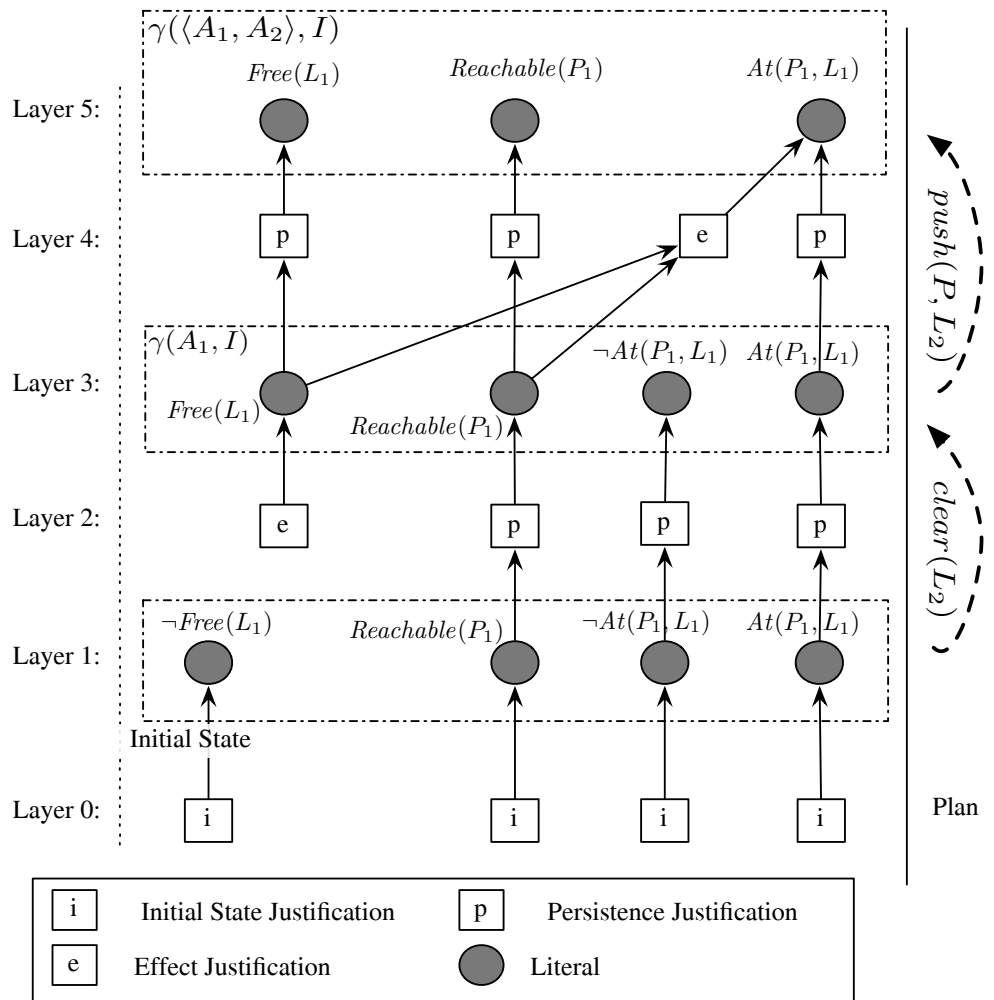 γ(⟨A₁, A₂⟩, I)
Free(L₁) Reachable(P₁) At(P₁, L₁)
Layer 5:
Layer 4: p p e p
push(P, L₂)
γ(A₁, I)
¬At(P₁, L₁) At(P₁, L₁)
Layer 3:
Free(L₁) Reachable(P₁)
Layer 2: e p p p
clear(L₂)
¬Free(L₁) Reachable(P₁) ¬At(P₁, L₁) At(P₁, L₁)
Layer 1:
Initial State
Layer 0: i i i i
Plan
i Initial State Justification p Persistence Justification
e Effect Justification Literal